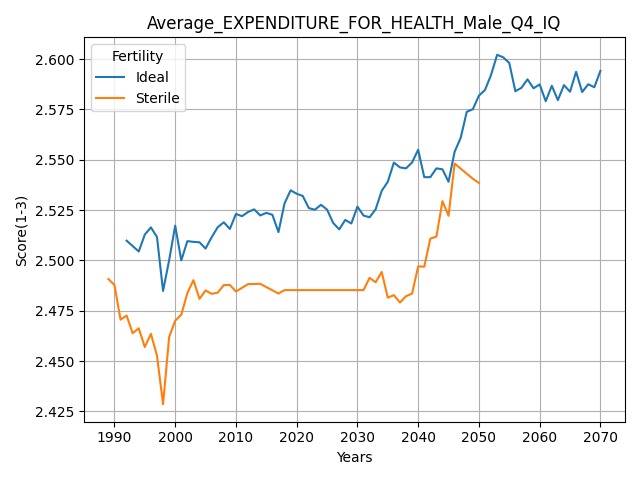 Average_EXPENDITURE_FOR_HEALTH_Male_Q4_IQ
Fertility
Ideal
Sterile
Score(1-3)
2.600
2.575
2.550
2.525
2.500
2.475
2.450
2.425
1990 2000 2010 2020 2030 2040 2050 2060 2070
Years